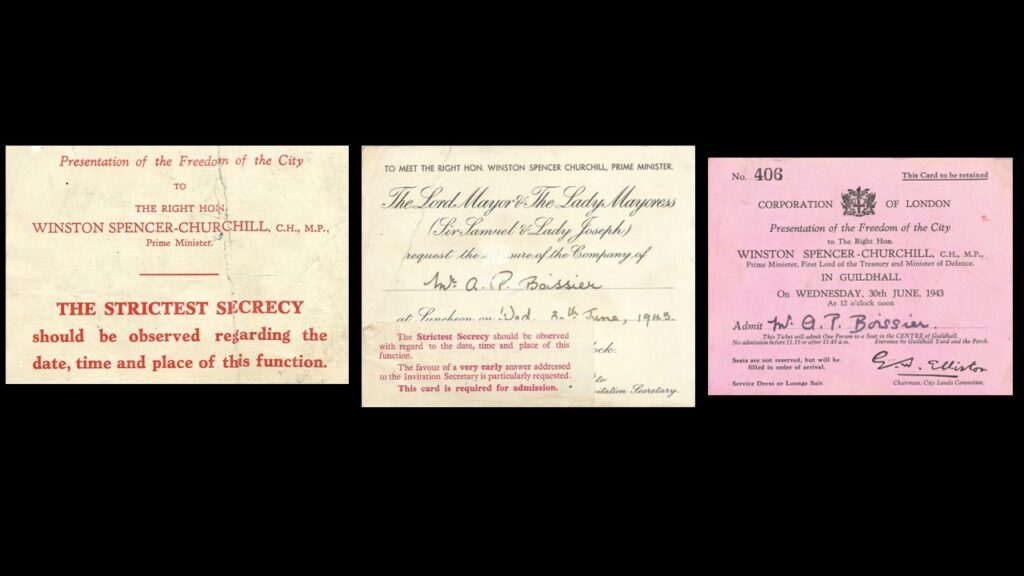 Presentation of the Freedom of the City
TO
THE RIGHT HON.
WINSTON SPENCER-CHURCHILL, C.H., M.P.,
Prime Minister.
THE STRICTEST SECRECY
should be observed regarding the
date, time and place of this function.
TO MEET THE RIGHT HON. WINSTON SPENCER CHURCHILL, PRIME MINISTER.
The Lord Mayor & The Lady Mayoress
(Sir Samuel & Lady Joseph)
request the sure of the Company of
Mr. A. P. Boissier
at Luncheon on Wed. June, 1943.
The Strictest Secrecy should be observed
with regard to the date, time and place of this
function.
ock.
The favour of a very early answer addressed
to the Invitation Secretary is particularly requested.
to
This card is required for admission.
itation Secretary.
No. 406
This Card to be retained
CORPORATION OF LONDON
Presentation of the Freedom of the City
to The Right Hon.
WINSTON SPENCER-CHURCHILL, C.H., M.P.,
Prime Minister, First Lord of the Treasury and Minister of Defence.
IN GUILDHALL
On WEDNESDAY, 30th JUNE, 1943
At 12 o'clock noon
Admit Mr. A. P. Boissier.
This Ticket will admit One Person to a Seat in the CENTRE of Guildhall.
No admission before 11.15 or after 11.45 a.m. Entrance by Guildhall Yard and the Porch.
Seats are not reserved, but will be
filled in order of arrival.
G. S. Elliston
Service Dress or Lounge Suit
Chairman, City Lands Committee.